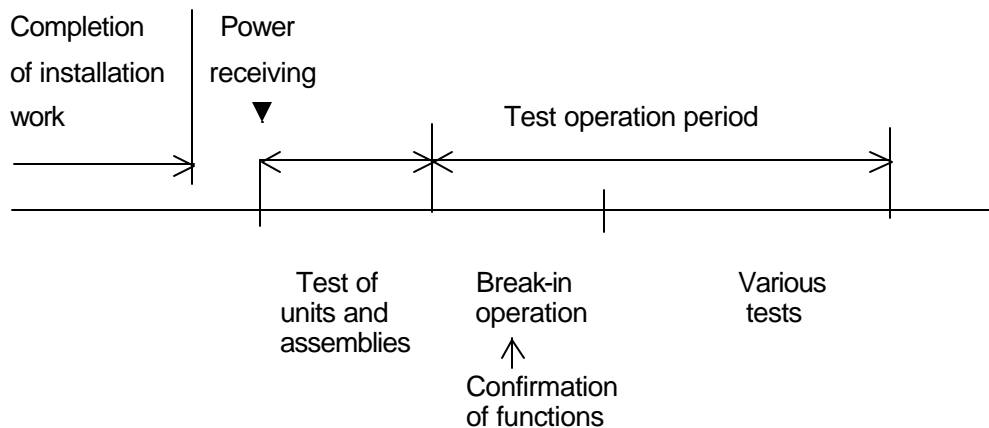 Completion
of installation
work
Power
receiving
Test operation period
Test of
units and
assemblies
Break-in
operation
Various
tests
Confirmation
of functions